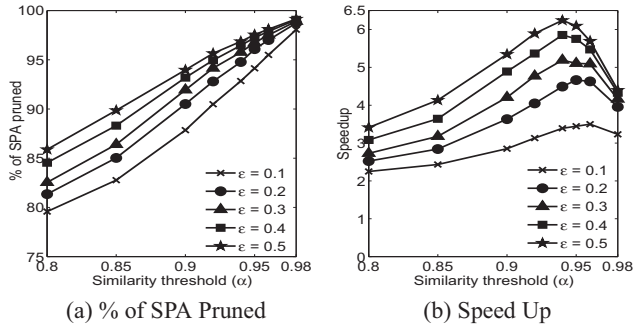 100
95
90
85
80
75
% of SPA pruned
ε = 0.1
ε = 0.2
ε = 0.3
ε = 0.4
ε = 0.5
0.8 0.85 0.9 0.95 0.98
Similarity threshold (α)
(a) % of SPA Pruned
6.5
6
5
4
3
2
1
0
Speedup
ε = 0.1
ε = 0.2
ε = 0.3
ε = 0.4
ε = 0.5
0.8 0.85 0.9 0.95 0.98
Similarity threshold (α)
(b) Speed Up